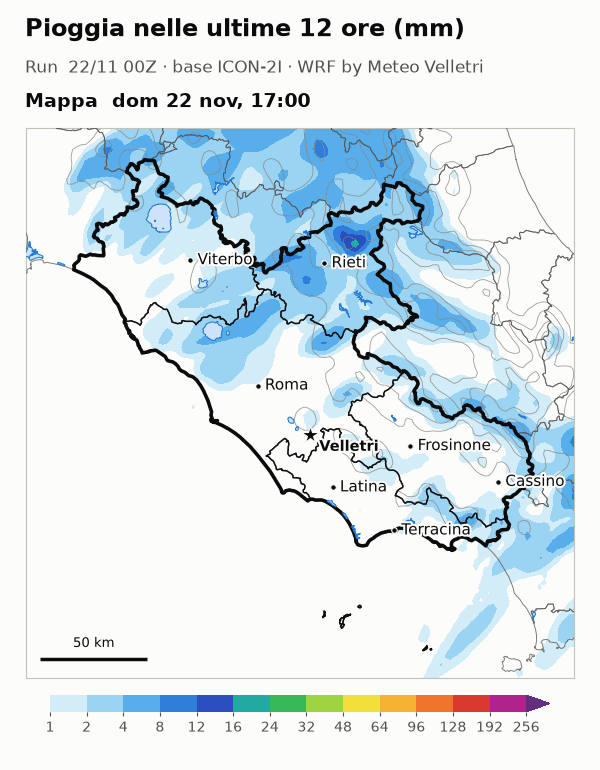 Pioggia nelle ultime 12 ore (mm)
Run 22/11 00Z · base ICON-2I · WRF by Meteo Velletri
Mappa dom 22 nov, 17:00
Viterbo
Rieti
Roma
Velletri
Frosinone
Latina
Cassino
Terracina
50 km
1 2 4 8 12 16 24 32 48 64 96 128 192 256